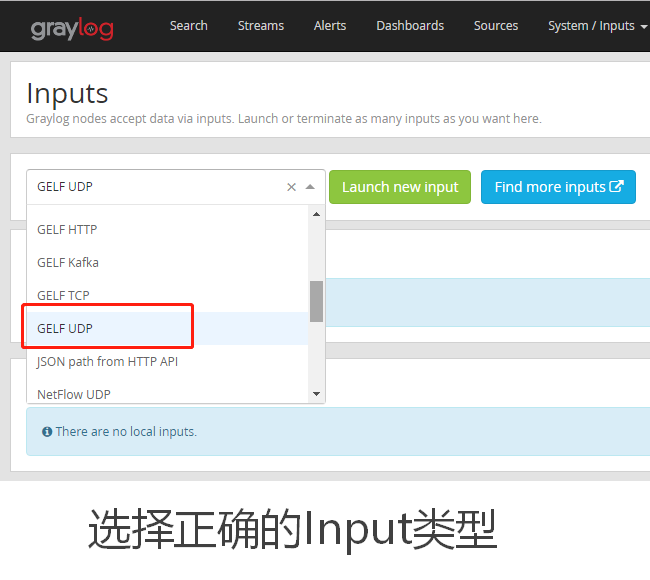 graylog Search Streams Alerts Dashboards Sources System / Inputs
Inputs
Graylog nodes accept data via inputs. Launch or terminate as many inputs as you want here.
GELF UDP Launch new input Find more inputs
GELF HTTP
GELF Kafka
GELF TCP
GELF UDP
JSON path from HTTP API
NetFlow UDP
There are no local inputs.
选择正确的Input类型